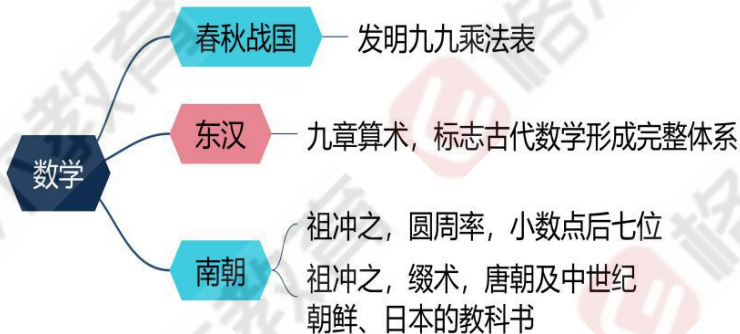 数学
春秋战国
发明九九乘法表
东汉
九章算术，标志古代数学形成完整体系
南朝
祖冲之，圆周率，小数点后七位
祖冲之，缀术，唐朝及中世纪
朝鲜、日本的教科书